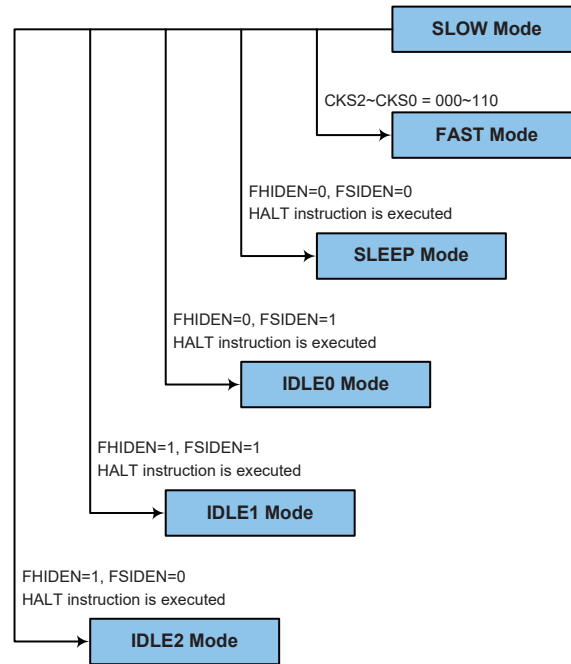 SLOW Mode
CKS2~CKS0 = 000~110
FAST Mode
FHIDEN=0, FSIDEN=0
HALT instruction is executed
SLEEP Mode
FHIDEN=0, FSIDEN=1
HALT instruction is executed
IDLE0 Mode
FHIDEN=1, FSIDEN=1
HALT instruction is executed
IDLE1 Mode
FHIDEN=1, FSIDEN=0
HALT instruction is executed
IDLE2 Mode